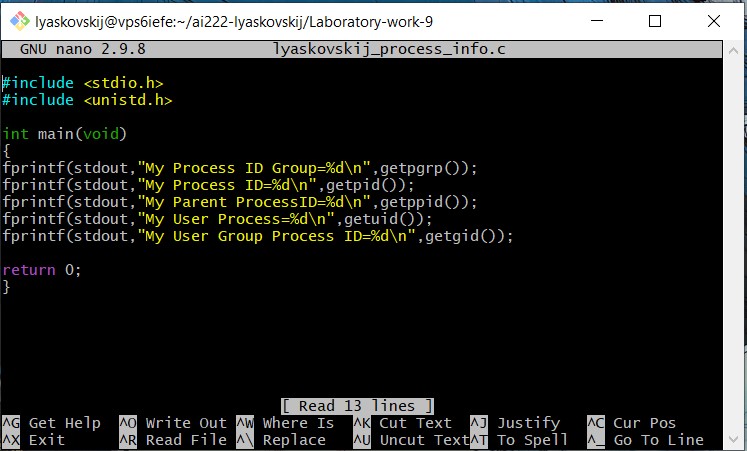 lyaskovskij@vps6iefe:~/ai222-lyaskovskij/Laboratory-work-9
GNU nano 2.9.8 lyaskovskij_process_info.c
#include <stdio.h>
#include <unistd.h>
int main(void)
{
fprintf(stdout,"My Process ID Group=%d\n",getpgrp());
fprintf(stdout,"My Process ID=%d\n",getpid());
fprintf(stdout,"My Parent ProcessID=%d\n",getppid());
fprintf(stdout,"My User Process=%d\n",getuid());
fprintf(stdout,"My User Group Process ID=%d\n",getgid());
return 0;
}
[ Read 13 lines ]
^G Get Help ^O Write Out ^W Where Is ^K Cut Text ^J Justify ^C Cur Pos
^X Exit ^R Read File ^\ Replace ^U Uncut Text ^T To Spell ^_ Go To Line